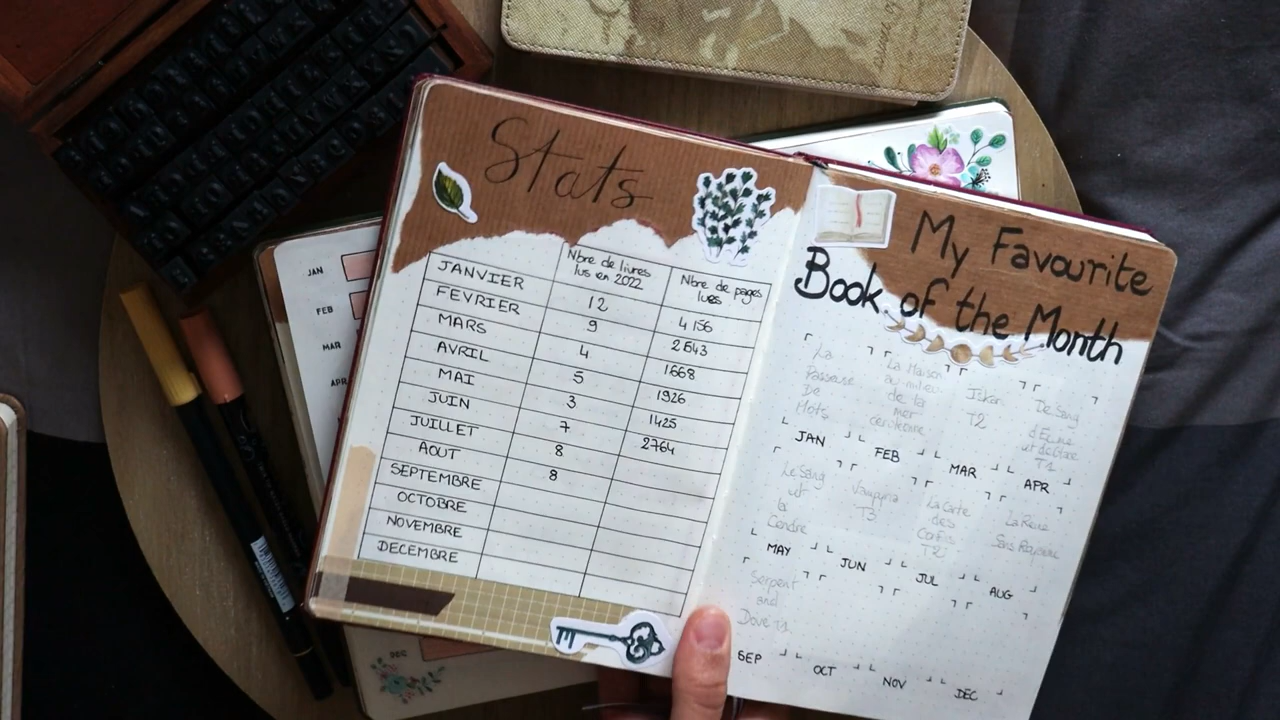 Stats
Nbre de livres
lus en 2022
Nbre de pages
lues
JANVIER 12 4156
FEVRIER 9 2643
MARS 4 1668
AVRIL 5 1926
MAI 3 1425
JUIN 7 2764
JUILLET 8
AOUT 8
SEPTEMBRE
OCTOBRE
NOVEMBRE
DECEMBRE
My Favourite
Book of the Month
La
Passeuse
De
Mots
JAN
La Maison
au milieu
de la
mer
céruléenne
FEB
T2
MAR
De Sang
d'Écume
et de Glace
T1
APR
Le Sang
et
la
Cendre
MAY
Vampyria
T3
JUN
La Carte
des
Confins
T2
JUL
La Reine
Sans Royaume
AUG
Serpent
and
Dove T1
SEP
OCT
NOV
DEC
JAN
FEB
MAR
APR
DEC